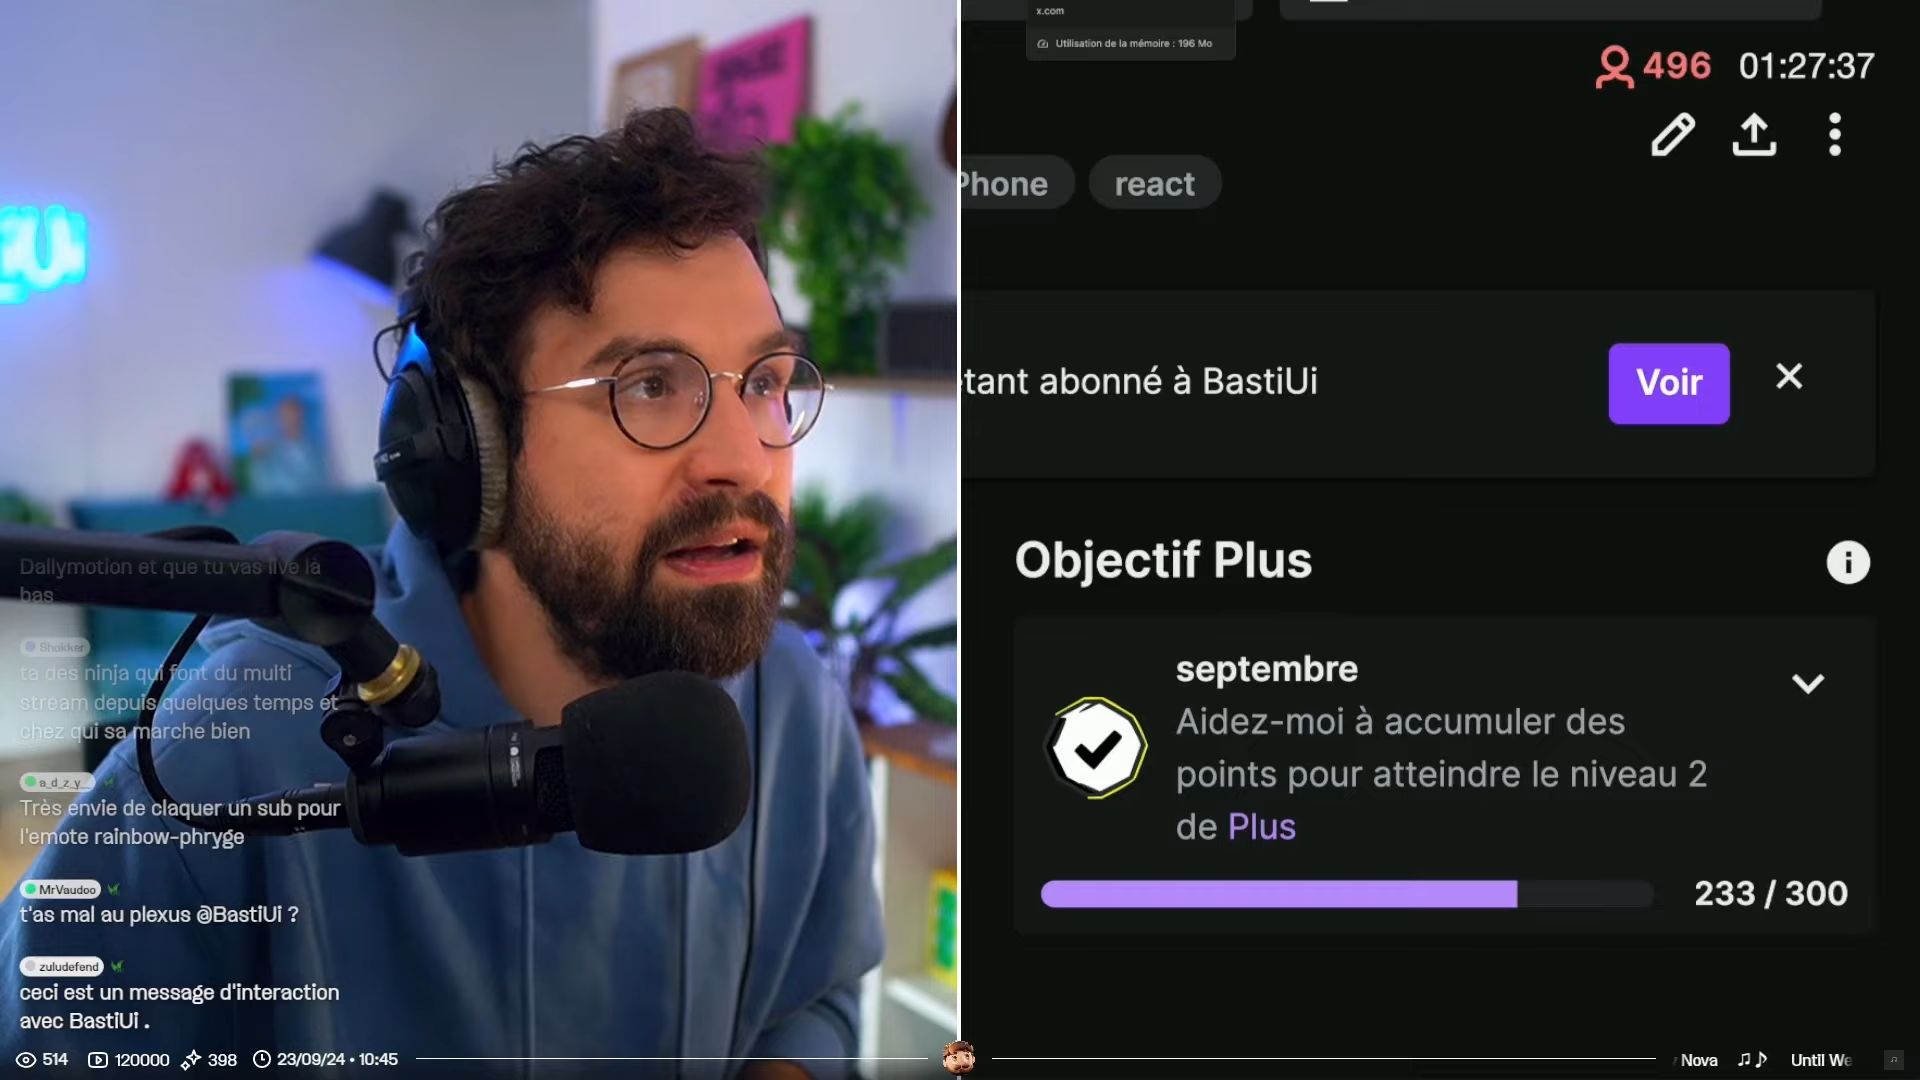 x.com
Utilisation de la mémoire : 196 Mo
496 01:27:37
Phone react
étant abonné à BastiUi
Voir
Objectif Plus
septembre
Aidez-moi à accumuler des
points pour atteindre le niveau 2
de Plus
233 / 300
Dailymotion et que tu vas live là
bas
Shokker
ta des ninja qui font du multi
stream depuis quelques temps et
chez qui sa marche bien
a_d_z_y_
Très envie de claquer un sub pour
l'emote rainbow-phryge
MrVaudoo
t'as mal au plexus @BastiUi ?
zuludefend
ceci est un message d'interaction
avec BastiUi .
514 120000 398 23/09/24 • 10:45
Nova Until We